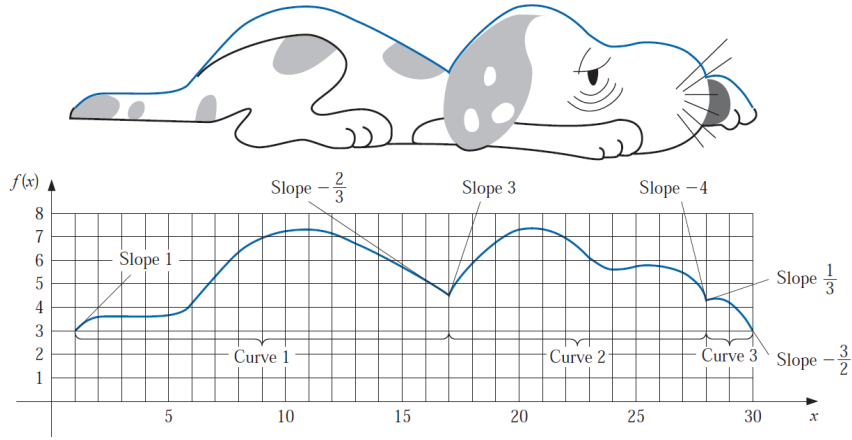 f(x)
Slope −2/3
Slope 3
Slope −4
8
7
6
5
4
3
2
1
Slope 1
Slope 1/3
Slope −3/2
Curve 1
Curve 2
Curve 3
5
10
15
20
25
30
x